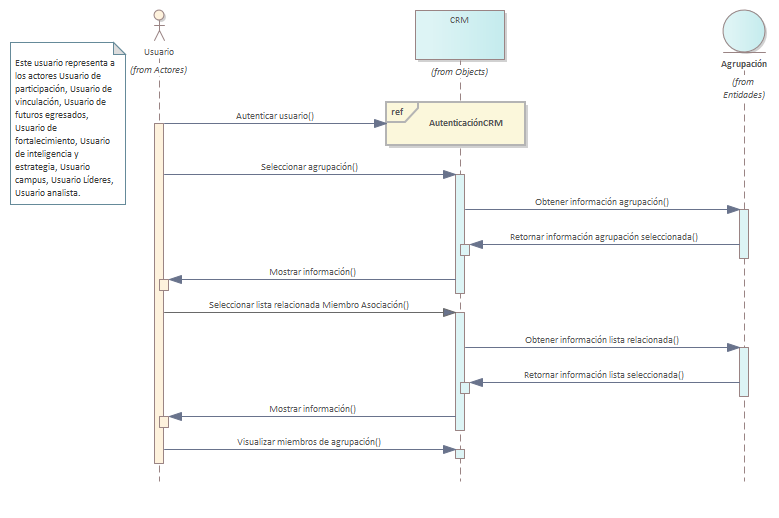 CRM
Usuario
(from Actores)
(from Objects)
Agrupación
(from
Entidades)
Este usuario representa a
los actores Usuario de
participación, Usuario de
vinculación, Usuario de
futuros egresados,
Usuario de
fortalecimiento, Usuario
de inteligencia y
estrategia, Usuario
campus, Usuario Líderes,
Usuario analista.
ref
AutenticaciónCRM
Autenticar usuario()
Seleccionar agrupación()
Obtener información agrupación()
Retornar información agrupación seleccionada()
Mostrar información()
Seleccionar lista relacionada Miembro Asociación()
Obtener información lista relacionada()
Retornar información lista seleccionada()
Mostrar información()
Visualizar miembros de agrupación()